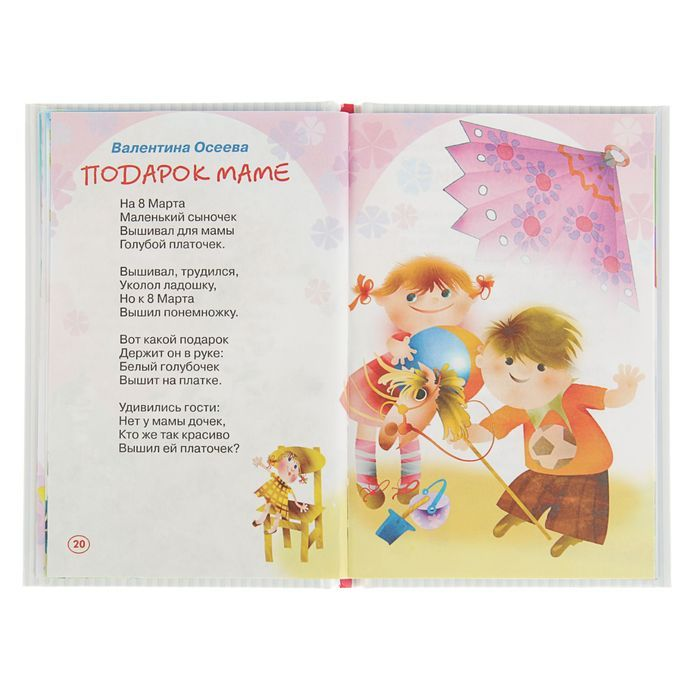 Валентина Осеева
ПОДАРОК МАМЕ
На 8 Марта
Маленький сыночек
Вышивал для мамы
Голубой платочек.
Вышивал, трудился,
Уколол ладошку,
Но к 8 Марта
Вышил понемножку.
Вот какой подарок
Держит он в руке:
Белый голубочек
Вышит на платке.
Удивились гости:
Нет у мамы дочек,
Кто же так красиво
Вышил ей платочек?
20